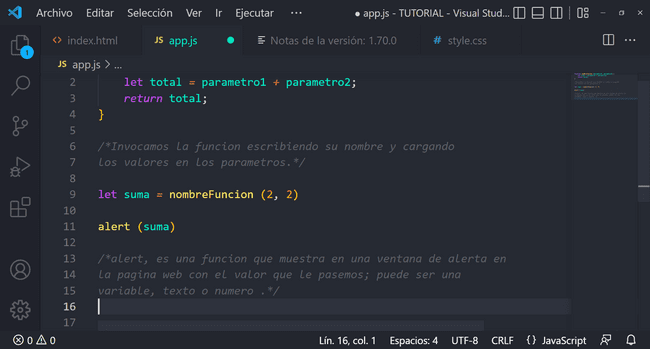 Archivo Editar Selección Ver Ir Ejecutar ··· ● app.js - TUTORIAL - Visual Stud...
<> index.html JS app.js ● Notas de la versión: 1.70.0 # style.css ···
JS app.js > ...
1
2 let total = parametro1 + parametro2;
3 return total;
4 }
5
6 /*Invocamos la funcion escribiendo su nombre y cargando
7 los valores en los parametros.*/
8
9 let suma = nombreFuncion (2, 2)
10
11 alert (suma)
12
13 /*alert, es una funcion que muestra en una ventana de alerta en
14 la pagina web con el valor que le pasemos; puede ser una
15 variable, texto o numero .*/
16
17
0 0 Lín. 16, col. 1 Espacios: 4 UTF-8 CRLF {} JavaScript